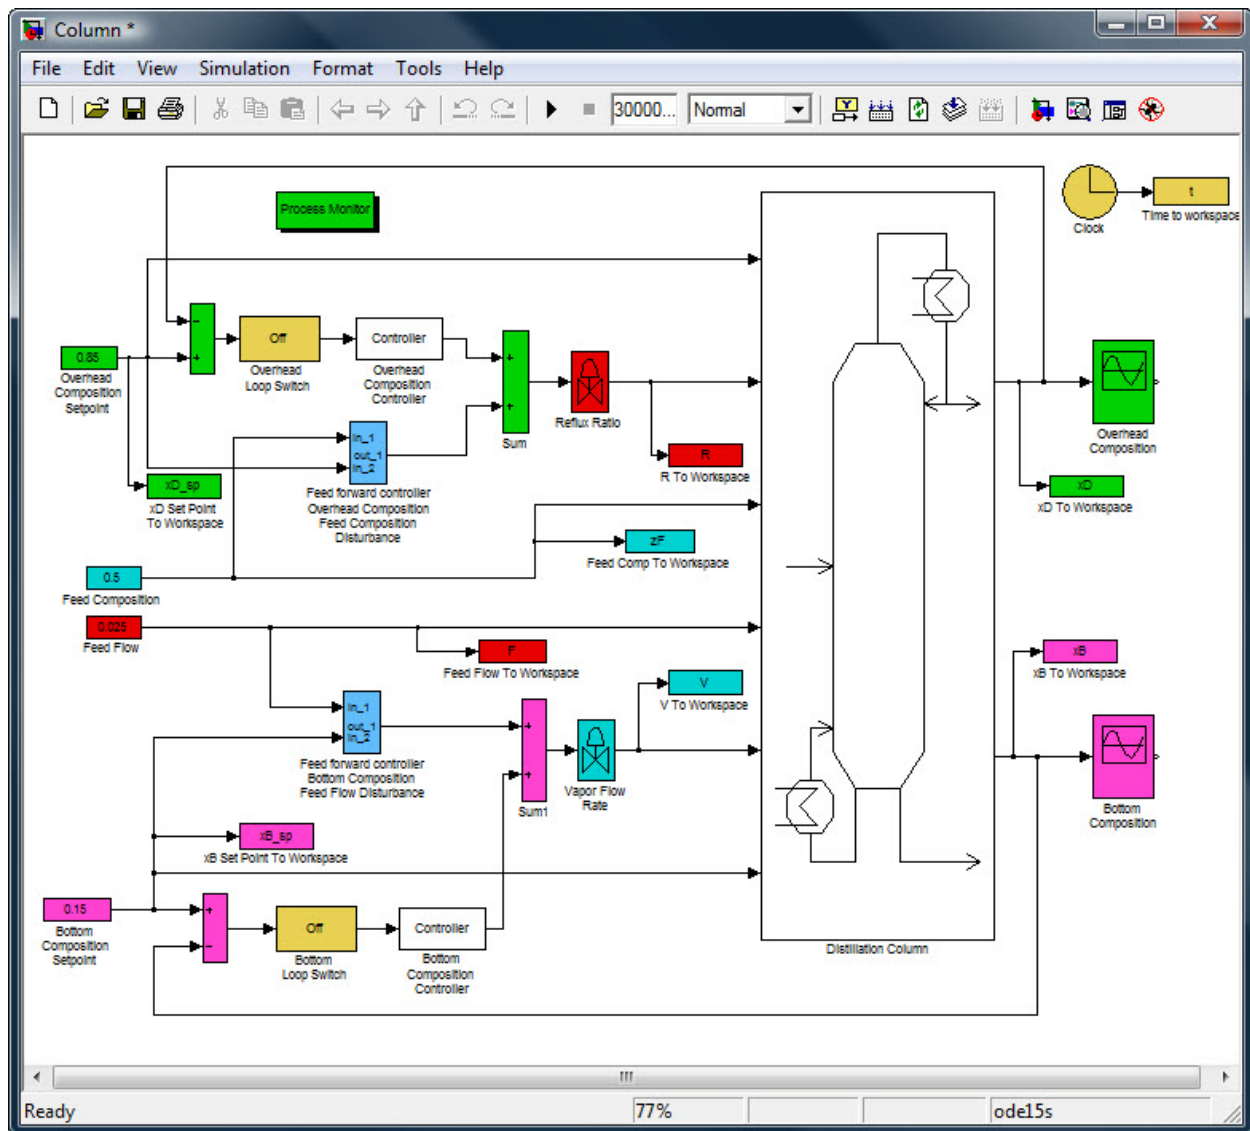 Column *
File Edit View Simulation Format Tools Help
30000... Normal
Process Monitor
Clock
t
Time to workspace
0.85
Overhead
Composition
Setpoint
-
+
Off
Overhead
Loop Switch
Controller
Overhead
Composition
Controller
+
+
Sum
Reflux Ratio
R
R To Workspace
Overhead
Composition
xD
xD To Workspace
xD_sp
xD Set Point
To Workspace
In_1
out_1
In_2
Feed forward controller
Overhead Composition
Feed Composition
Disturbance
zF
Feed Comp To Workspace
0.5
Feed Composition
0.025
Feed Flow
F
Feed Flow To Workspace
V
V To Workspace
xB
xB To Workspace
In_1
out_1
In_2
Feed forward controller
Bottom Composition
Feed Flow Disturbance
+
+
Sum1
Vapor Flow
Rate
Bottom
Composition
xB_sp
xB Set Point To Workspace
0.15
Bottom
Composition
Setpoint
+
-
Off
Bottom
Loop Switch
Controller
Bottom
Composition
Controller
Distillation Column
Ready 77% ode15s